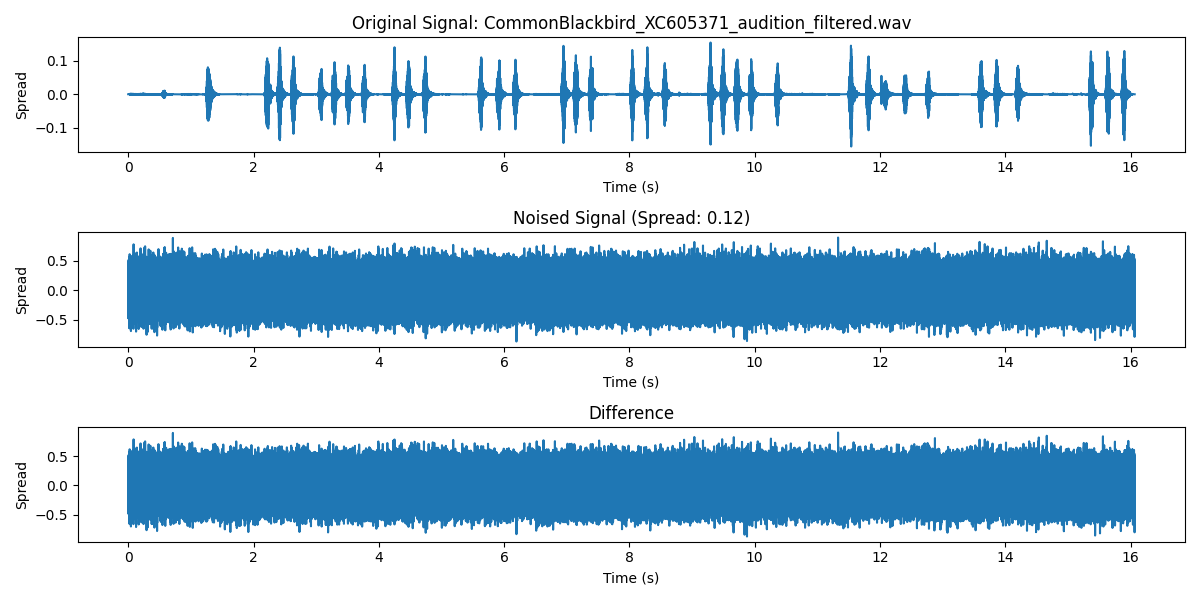 Original Signal: CommonBlackbird_XC605371_audition_filtered.wav
Spread
0.1
0.0
−0.1
0 2 4 6 8 10 12 14 16
Time (s)
Noised Signal (Spread: 0.12)
Spread
0.5
0.0
−0.5
0 2 4 6 8 10 12 14 16
Time (s)
Difference
Spread
0.5
0.0
−0.5
0 2 4 6 8 10 12 14 16
Time (s)